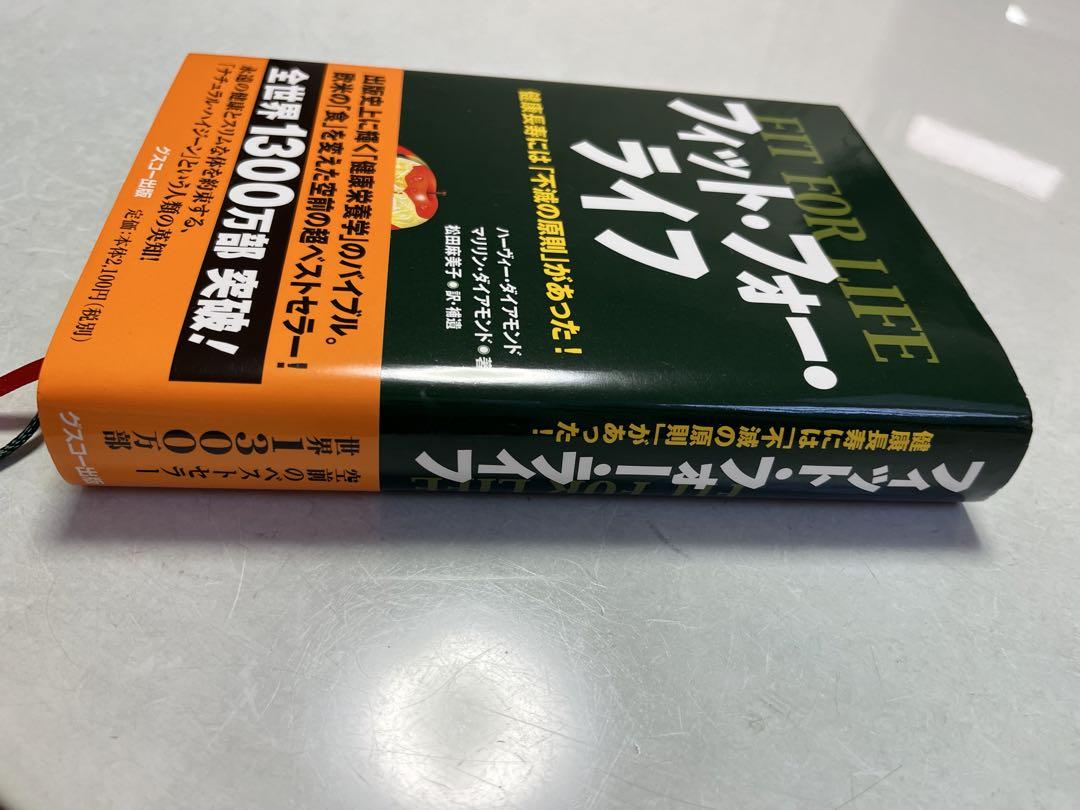 FIT FOR LIFE
フィット・フォー・
ライフ
健康長寿には「不滅の原則」があった!
ハーヴィー・ダイアモンド
マリリン・ダイアモンド◉著
松田麻美子◉訳・補遺
出版史上に輝く「健康栄養学」のバイブル。
欧米の「食」を変えた空前の超ベストセラー!
全世界1300万部 突破!
永遠の健康とスリムな体を約束する、
「ナチュラル・ハイジーン」という人類の英知!
グスコー出版 定価:本体2,100円(税別)
健康長寿には「不滅の原則」があった!
フィット・フォー・ライフ
FIT FOR LIFE
空前のベストセラー
世界1300万部
グスコー出版